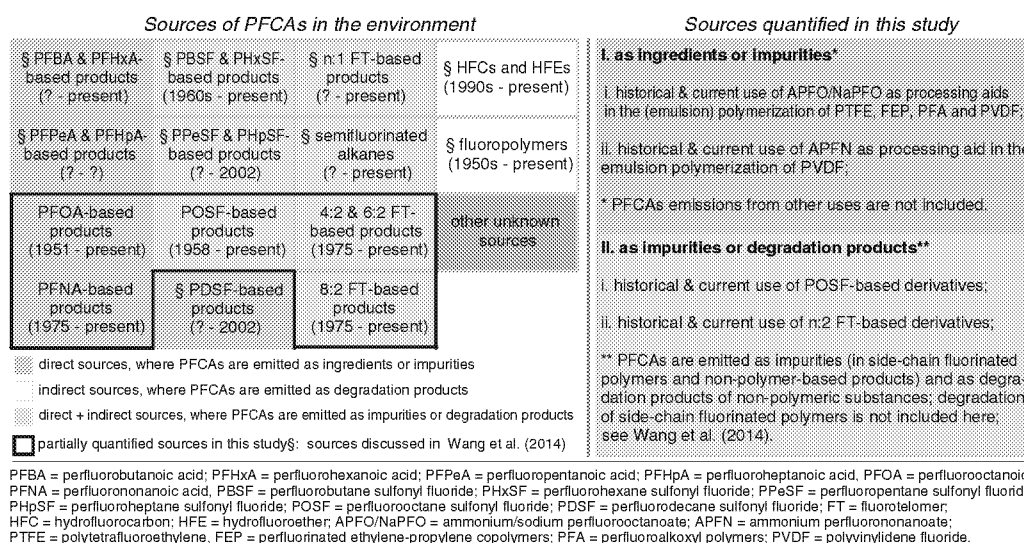 Sources of PFCAs in the environment
§ PFBA & PFHxA-
based products
(? - present)
§ PBSF & PHxSF-
based products
(1960s - present)
§ n:1 FT-based
products
(? - present)
§ HFCs and HFEs
(1990s - present)
§ PFPeA & PFHpA-
based products
(? - ?)
§ PPeSF & PHpSF-
based products
(? - 2002)
§ semifluorinated
alkanes
(? - present)
§ fluoropolymers
(1950s - present)
PFOA-based
products
(1951 - present)
POSF-based
products
(1958 - present)
4:2 & 6:2 FT-
based products
(1975 - present)
other unknown
sources
PFNA-based
products
(1975 - present)
§ PDSF-based
products
(? - 2002)
8:2 FT-based
products
(1975 - present)
direct sources, where PFCAs are emitted as ingredients or impurities
indirect sources, where PFCAs are emitted as degradation products
direct + indirect sources, where PFCAs are emitted as impurities or degradation products
partially quantified sources in this study§: sources discussed in Wang et al. (2014)
Sources quantified in this study
I. as ingredients or impurities*
i. historical & current use of APFO/NaPFO as processing aids
in the (emulsion) polymerization of PTFE, FEP, PFA and PVDF;
ii. historical & current use of APFN as processing aid in the
emulsion polymerization of PVDF;
* PFCAs emissions from other uses are not included.
II. as impurities or degradation products**
i. historical & current use of POSF-based derivatives;
ii. historical & current use of n:2 FT-based derivatives;
** PFCAs are emitted as impurities (in side-chain fluorinated
polymers and non-polymer-based products) and as degra-
dation products of non-polymeric substances; degradation
of side-chain fluorinated polymers is not included here;
see Wang et al. (2014).
PFBA = perfluorobutanoic acid; PFHxA = perfluorohexanoic acid; PFPeA = perfluoropentanoic acid; PFHpA = perfluoroheptanoic acid, PFOA = perfluorooctanoic
PFNA = perfluorononanoic acid, PBSF = perfluorobutane sulfonyl fluoride; PHxSF = perfluorohexane sulfonyl fluoride; PPeSF = perfluoropentane sulfonyl fluorid
PHpSF = perfluoroheptane sulfonyl fluoride; POSF = perfluorooctane sulfonyl fluoride; PDSF = perfluorodecane sulfonyl fluoride; FT = fluorotelomer;
HFC = hydrofluorocarbon; HFE = hydrofluoroether; APFO/NaPFO = ammonium/sodium perfluorooctanoate; APFN = ammonium perfluorononanoate;
PTFE = polytetrafluoroethylene, FEP = perfluorinated ethylene-propylene copolymers; PFA = perfluoroalkoxyl polymers; PVDF = polyvinylidene fluoride.